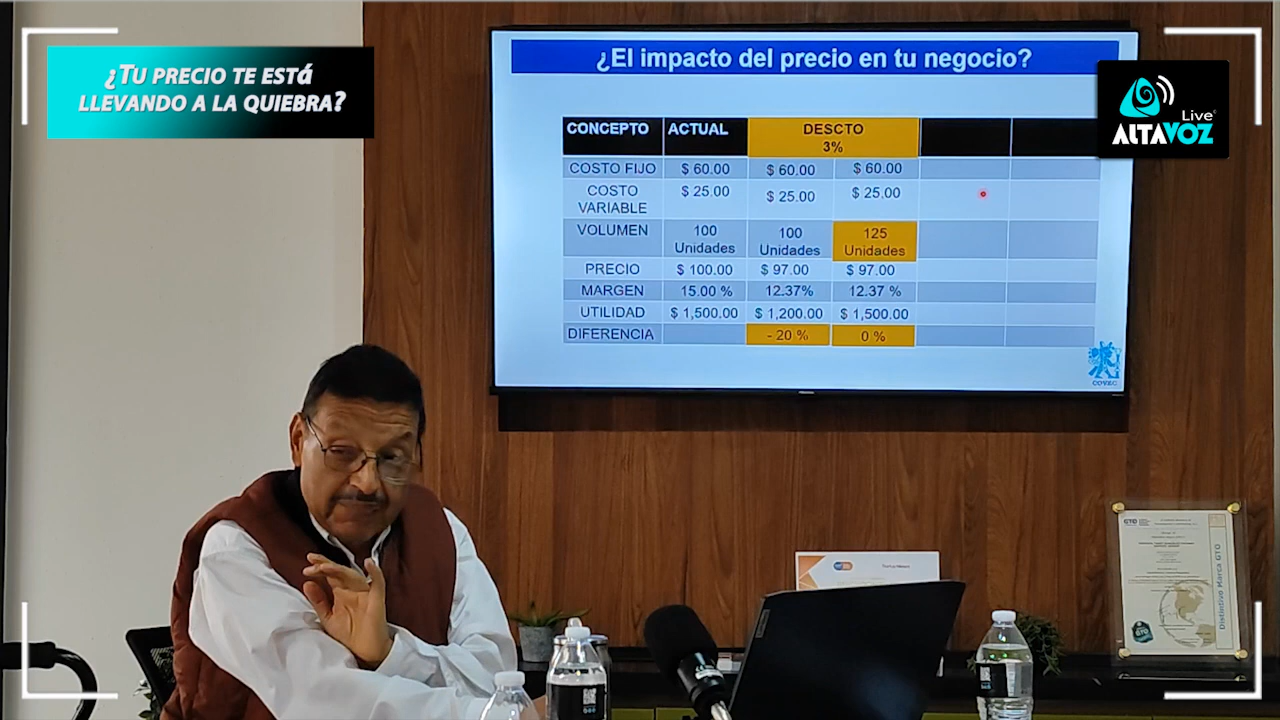 ¿Tu precio te está
llevando a la quiebra?
¿El impacto del precio en tu negocio?
Live
ALTAVOZ
CONCEPTO ACTUAL DESCTO
3%
COSTO FIJO $ 60.00 $ 60.00 $ 60.00
COSTO
VARIABLE $ 25.00 $ 25.00 $ 25.00
VOLUMEN 100
Unidades 100
Unidades 125
Unidades
PRECIO $ 100.00 $ 97.00 $ 97.00
MARGEN 15.00 % 12.37% 12.37 %
UTILIDAD $ 1,500.00 $ 1,200.00 $ 1,500.00
DIFERENCIA - 20 % 0 %
GTO
Distintivo Marca GTO
Lenovo